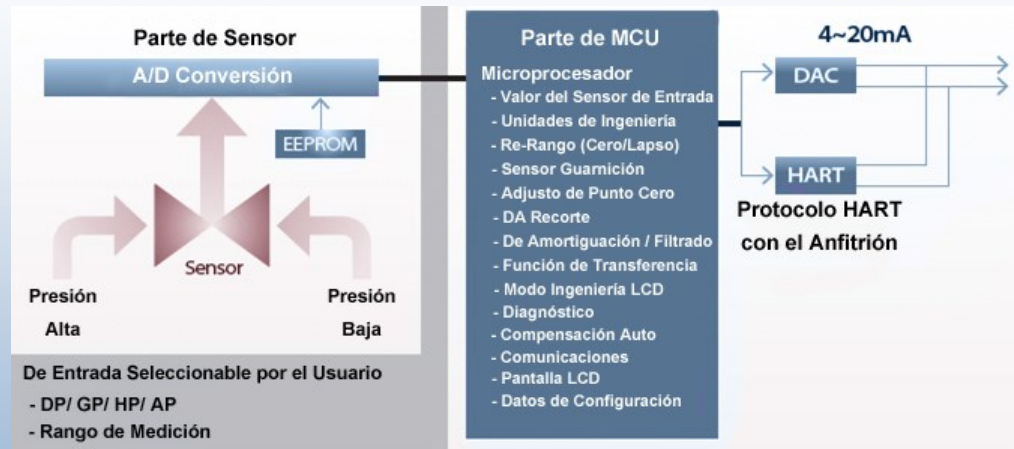 Parte de Sensor
A/D Conversión
EEPROM
Sensor
Presión
Alta
Presión
Baja
De Entrada Seleccionable por el Usuario
- DP/ GP/ HP/ AP
- Rango de Medición
Parte de MCU
Microprocesador
- Valor del Sensor de Entrada
- Unidades de Ingeniería
- Re-Rango (Cero/Lapso)
- Sensor Guarnición
- Adjusto de Punto Cero
- DA Recorte
- De Amortiguación / Filtrado
- Función de Transferencia
- Modo Ingeniería LCD
- Diagnóstico
- Compensación Auto
- Comunicaciones
- Pantalla LCD
- Datos de Configuración
4~20mA
DAC
HART
Protocolo HART
con el Anfitrión